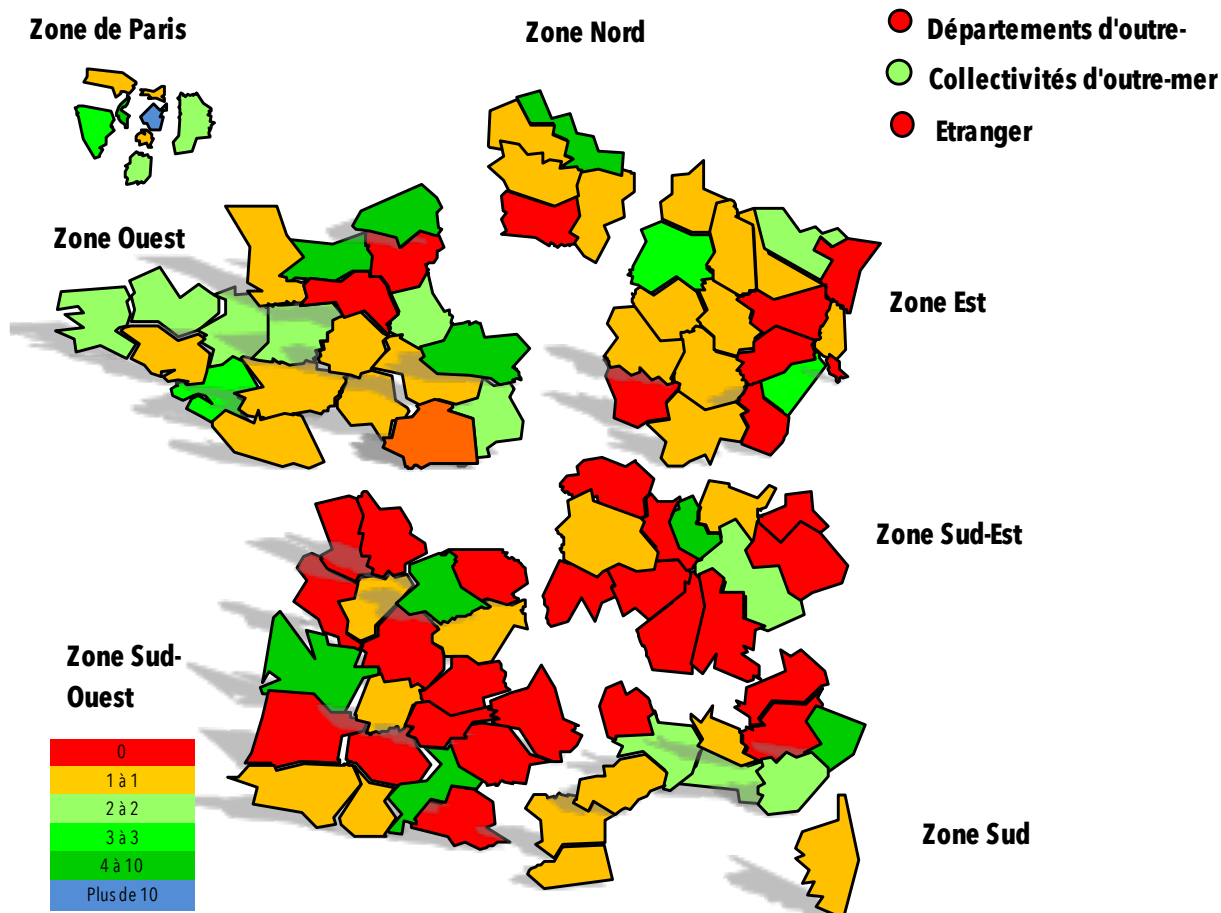 Zone de Paris
Zone Nord
Départements d'outre-
Collectivités d'outre-mer
Etranger
Zone Ouest
Zone Est
Zone Sud-Est
Zone Sud-
Ouest
Zone Sud
0
1 à 1
2 à 2
3 à 3
4 à 10
Plus de 10